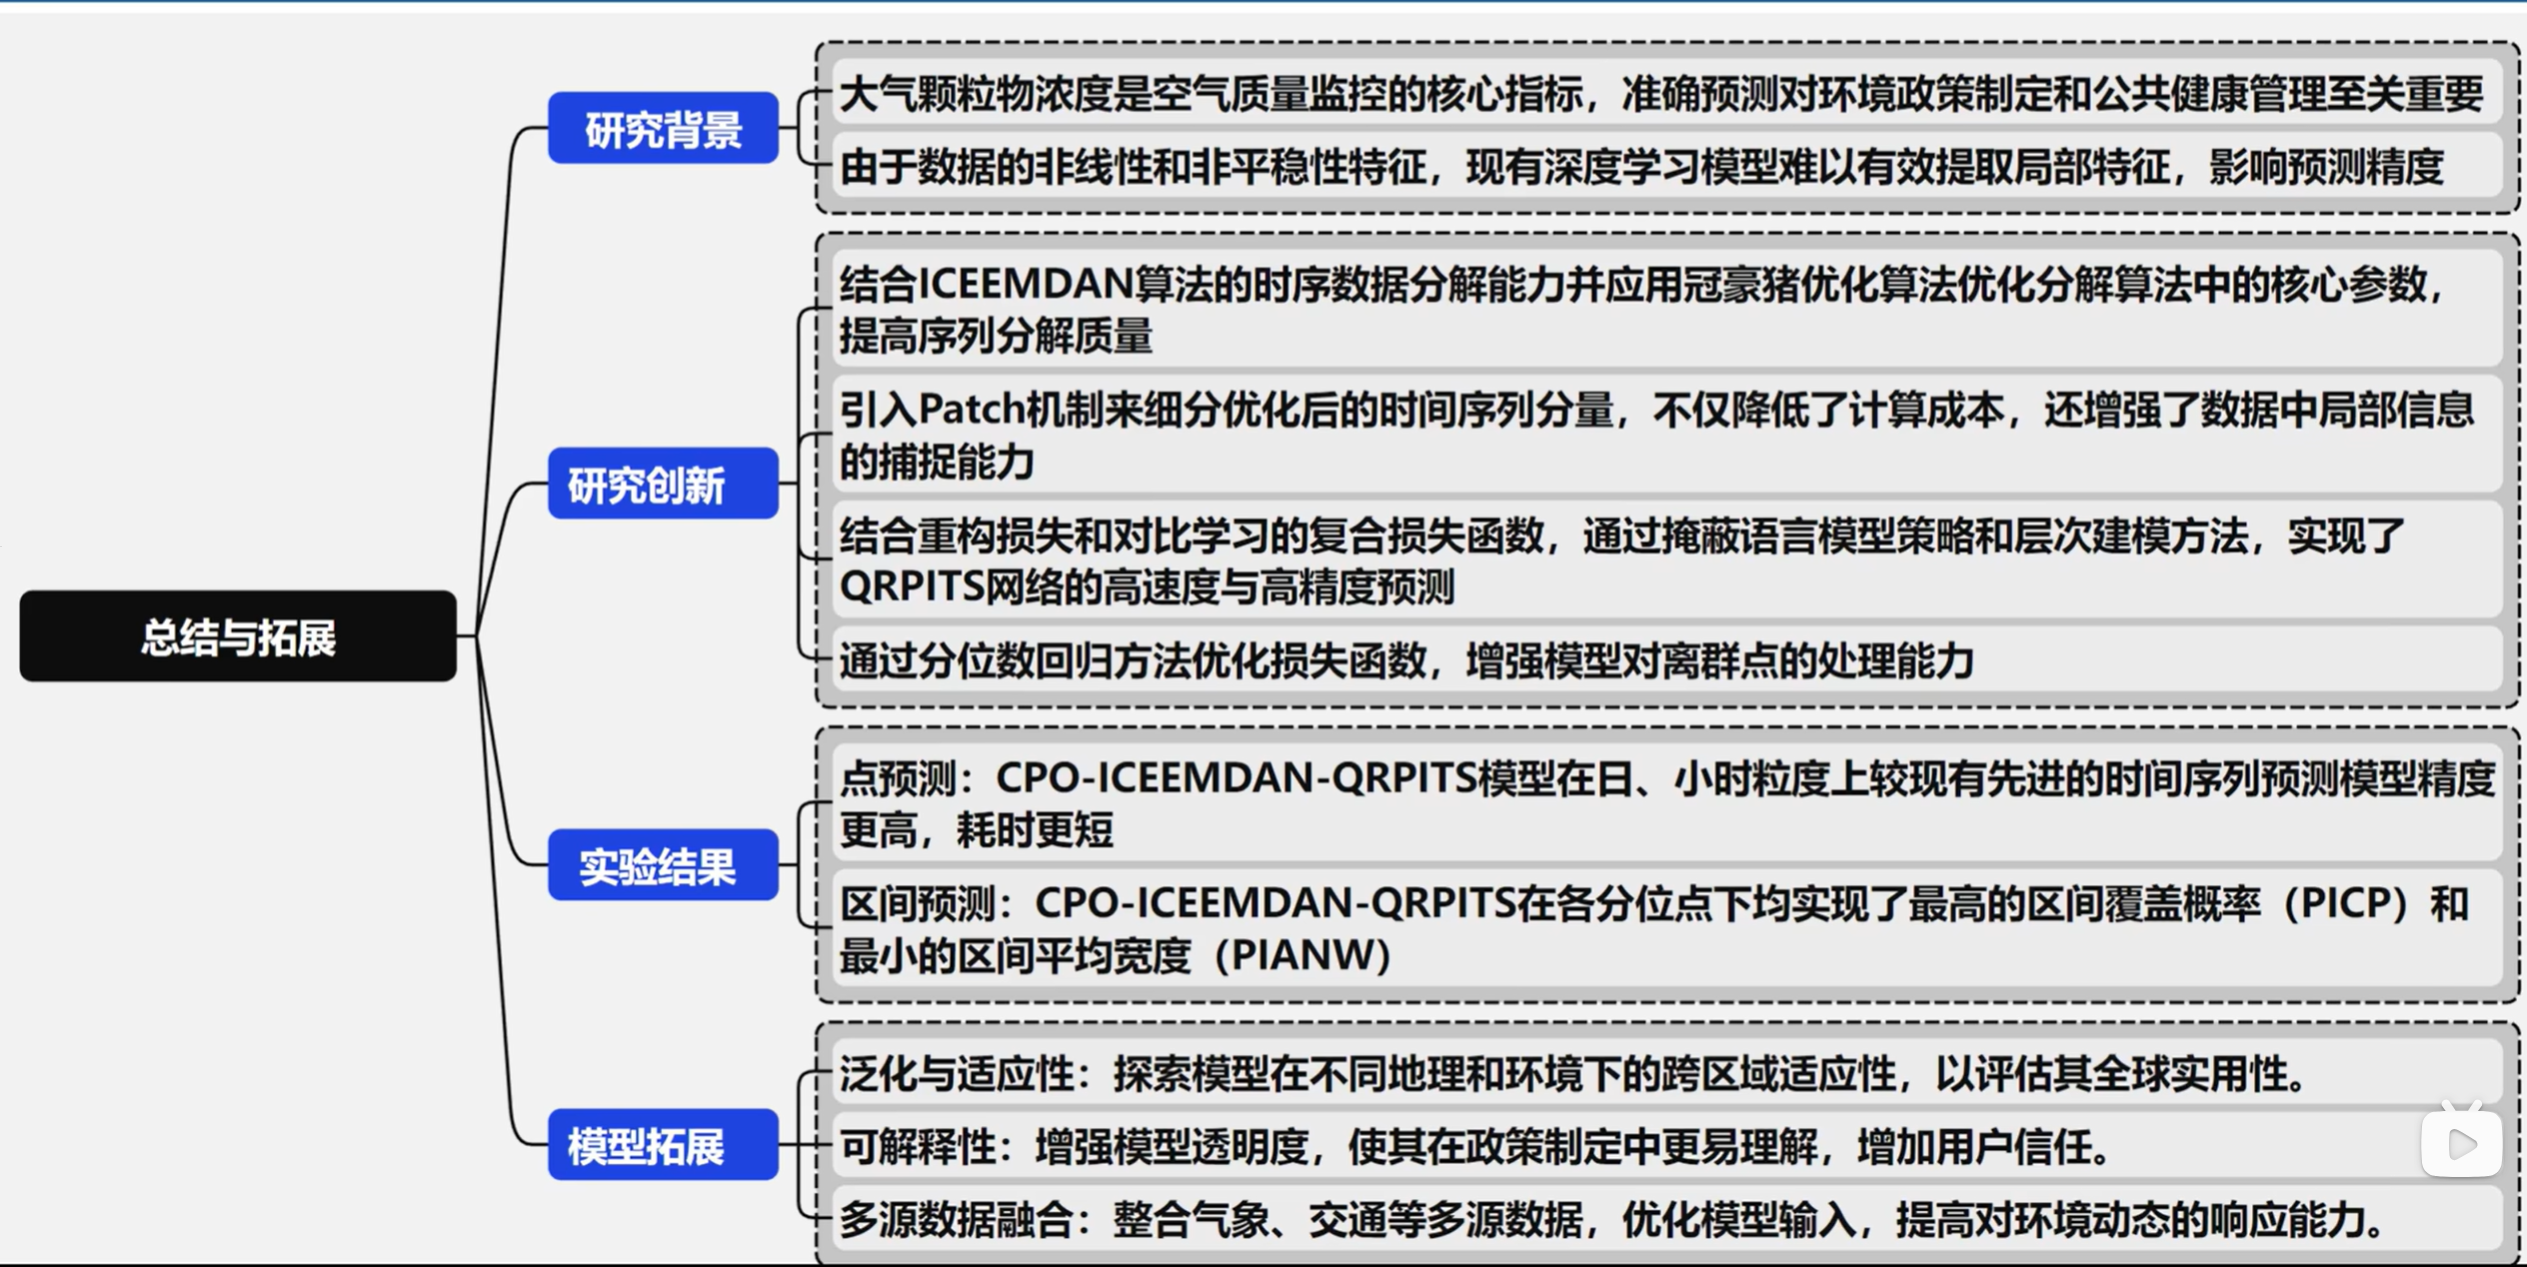 总结与拓展
研究背景
大气颗粒物浓度是空气质量监控的核心指标，准确预测对环境政策制定和公共健康管理至关重要
由于数据的非线性和非平稳性特征，现有深度学习模型难以有效提取局部特征，影响预测精度
研究创新
结合ICEEMDAN算法的时序数据分解能力并应用冠豪猪优化算法优化分解算法中的核心参数，
提高序列分解质量
引入Patch机制来细分优化后的时间序列分量，不仅降低了计算成本，还增强了数据中局部信息
的捕捉能力
结合重构损失和对比学习的复合损失函数，通过掩蔽语言模型策略和层次建模方法，实现了
QRPITS网络的高速度与高精度预测
通过分位数回归方法优化损失函数，增强模型对离群点的处理能力
实验结果
点预测：CPO-ICEEMDAN-QRPITS模型在日、小时粒度上较现有先进的时间序列预测模型精度
更高，耗时更短
区间预测：CPO-ICEEMDAN-QRPITS在各分位点下均实现了最高的区间覆盖概率（PICP）和
最小的区间平均宽度（PIANW）
模型拓展
泛化与适应性：探索模型在不同地理和环境下的跨区域适应性，以评估其全球实用性。
可解释性：增强模型透明度，使其在政策制定中更易理解，增加用户信任。
多源数据融合：整合气象、交通等多源数据，优化模型输入，提高对环境动态的响应能力。